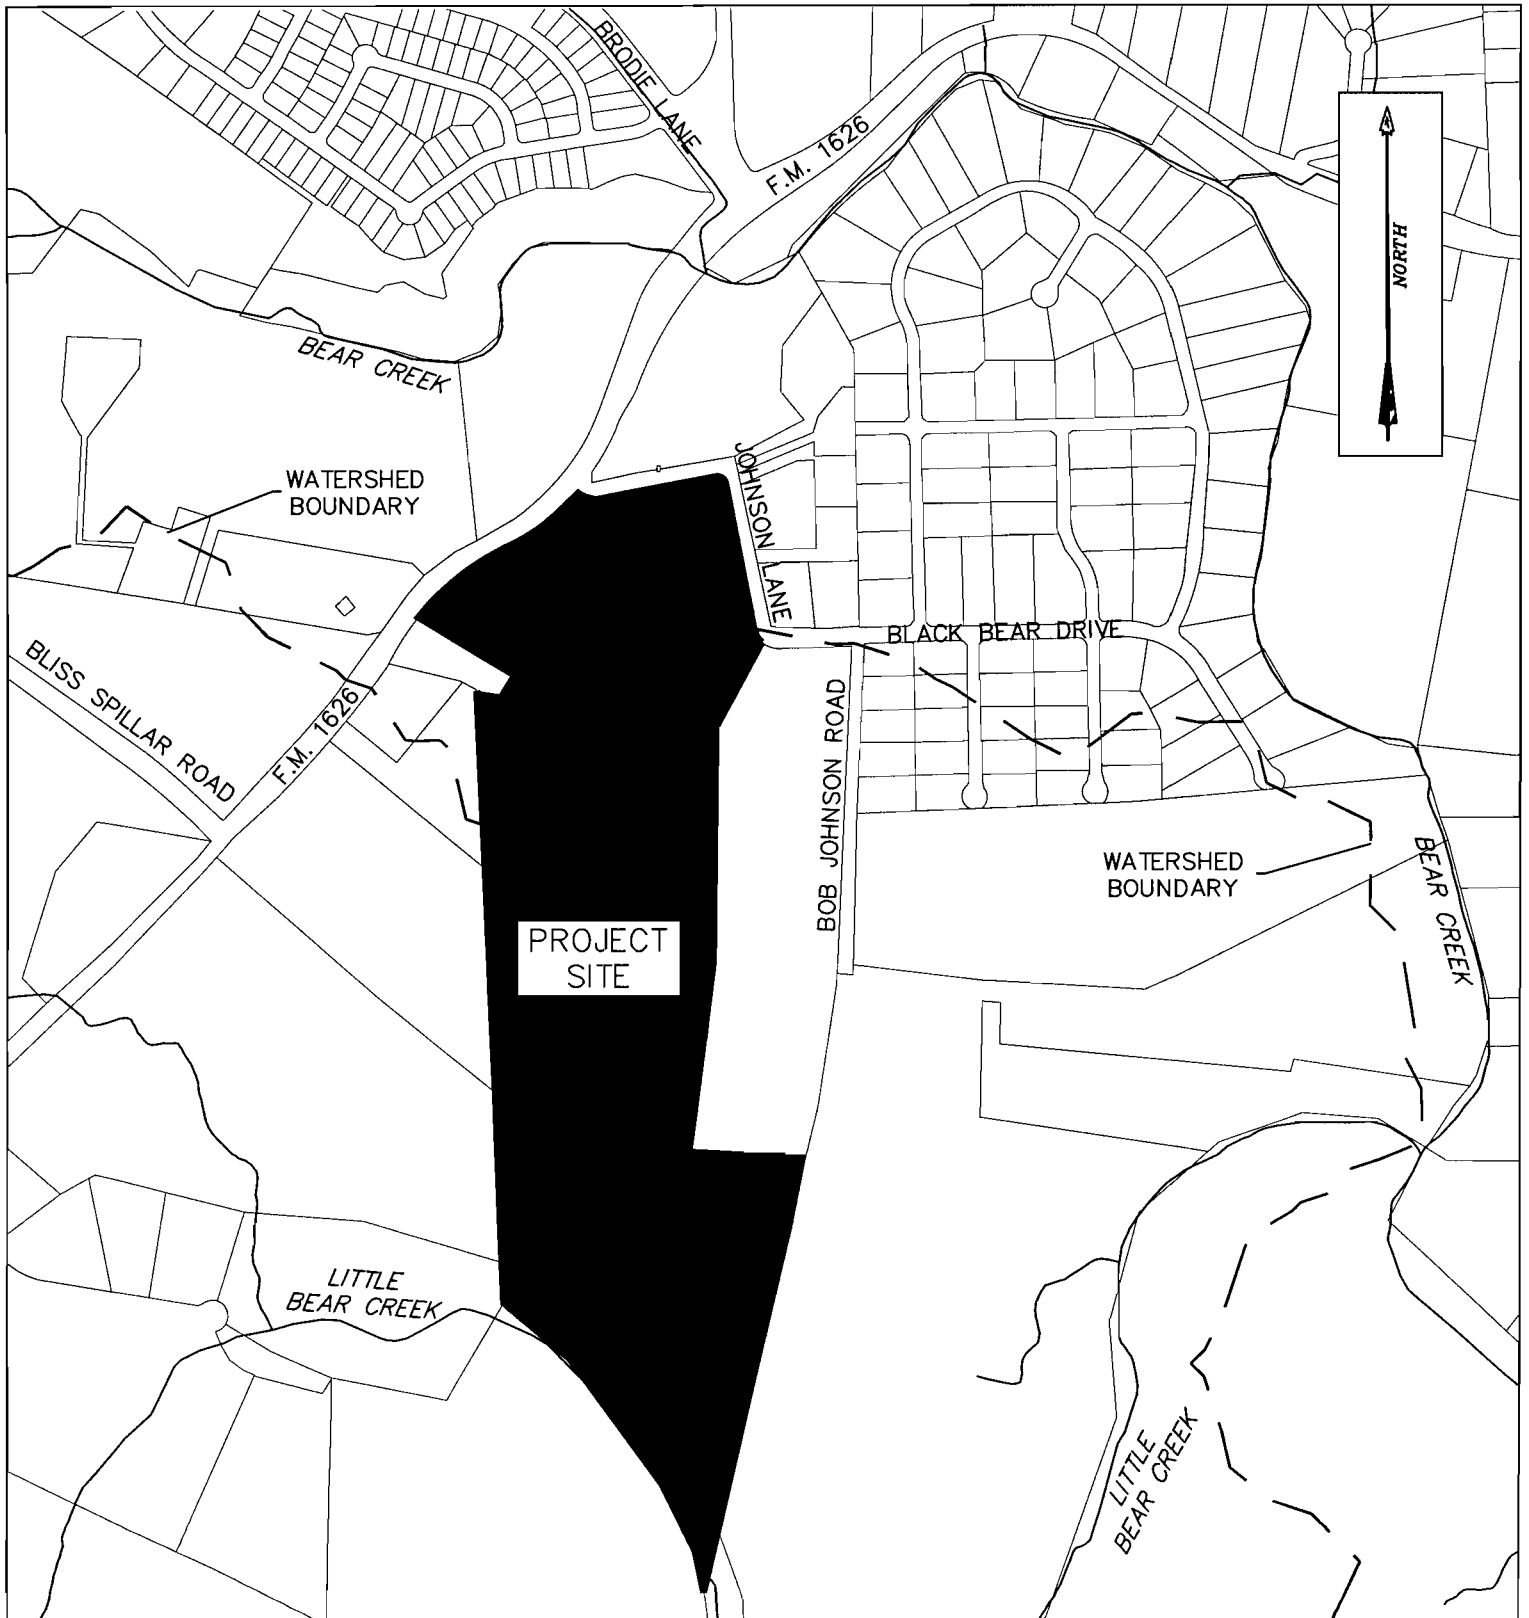 BRODIE LANE
F.M. 1626
NORTH
BEAR CREEK
JOHNSON LANE
WATERSHED
BOUNDARY
BLACK BEAR DRIVE
BLISS SPILLAR ROAD
F.M. 1626
BOB JOHNSON ROAD
WATERSHED
BOUNDARY
BEAR CREEK
PROJECT
SITE
LITTLE
BEAR CREEK
LITTLE
BEAR CREEK